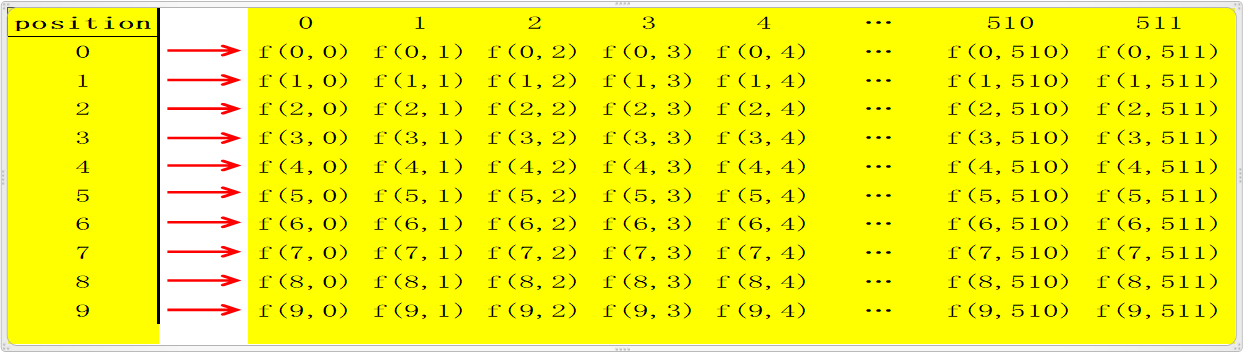 position 0 1 2 3 4 ··· 510 511
0 f(0,0) f(0,1) f(0,2) f(0,3) f(0,4) ··· f(0,510) f(0,511)
1 f(1,0) f(1,1) f(1,2) f(1,3) f(1,4) ··· f(1,510) f(1,511)
2 f(2,0) f(2,1) f(2,2) f(2,3) f(2,4) ··· f(2,510) f(2,511)
3 f(3,0) f(3,1) f(3,2) f(3,3) f(3,4) ··· f(3,510) f(3,511)
4 f(4,0) f(4,1) f(4,2) f(4,3) f(4,4) ··· f(4,510) f(4,511)
5 f(5,0) f(5,1) f(5,2) f(5,3) f(5,4) ··· f(5,510) f(5,511)
6 f(6,0) f(6,1) f(6,2) f(6,3) f(6,4) ··· f(6,510) f(6,511)
7 f(7,0) f(7,1) f(7,2) f(7,3) f(7,4) ··· f(7,510) f(7,511)
8 f(8,0) f(8,1) f(8,2) f(8,3) f(8,4) ··· f(8,510) f(8,511)
9 f(9,0) f(9,1) f(9,2) f(9,3) f(9,4) ··· f(9,510) f(9,511)